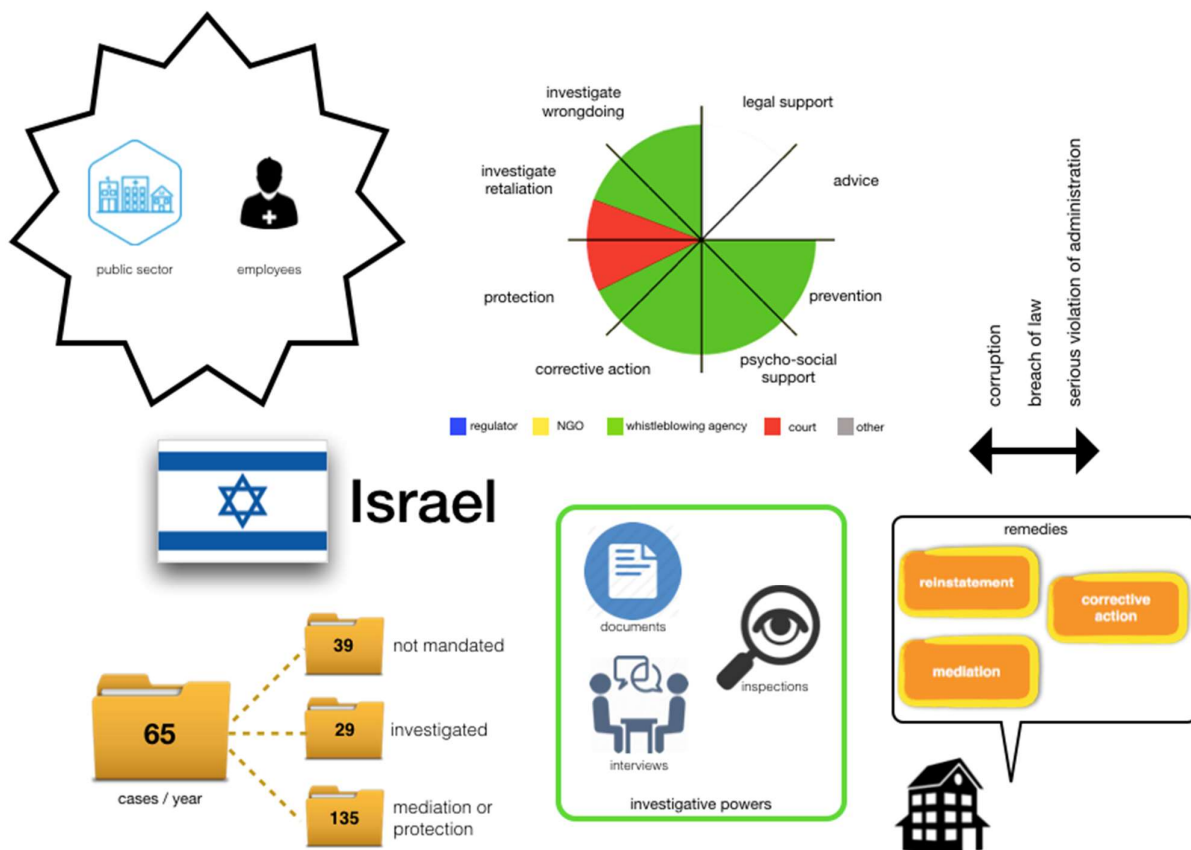 public sector
employees
investigate
wrongdoing
legal support
investigate
retaliation
advice
protection
prevention
corrective action
psycho-social
support
regulator
NGO
whistleblowing agency
court
other
corruption
breach of law
serious violation of administration
Israel
65
cases / year
39
not mandated
29
investigated
135
mediation or
protection
documents
inspections
interviews
investigative powers
remedies
reinstatement
corrective
action
mediation